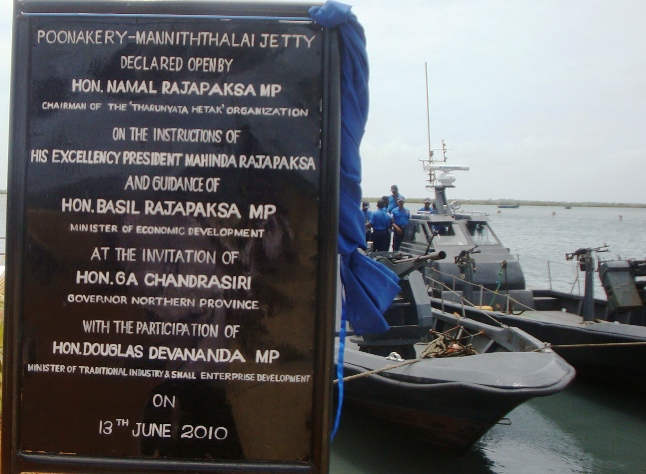 POONAKERY-MANNITHTHALAI JETTY
DECLARED OPEN BY
HON. NAMAL RAJAPAKSA MP
CHAIRMAN OF THE 'THARUNYATA HETAK' ORGANIZATION
ON THE INSTRUCTIONS OF
HIS EXCELLENCY PRESIDENT MAHINDA RAJAPAKSA
AND GUIDANCE OF
HON. BASIL RAJAPAKSA MP
MINISTER OF ECONOMIC DEVELOPMENT
AT THE INVITATION OF
HON. GA CHANDRASIRI
GOVERNOR NORTHERN PROVINCE
WITH THE PARTICIPATION OF
HON. DOUGLAS DEVANANDA MP
MINISTER OF TRADITIONAL INDUSTRY & SMALL ENTERPRISE DEVELOPMENT
ON
13TH JUNE 2010